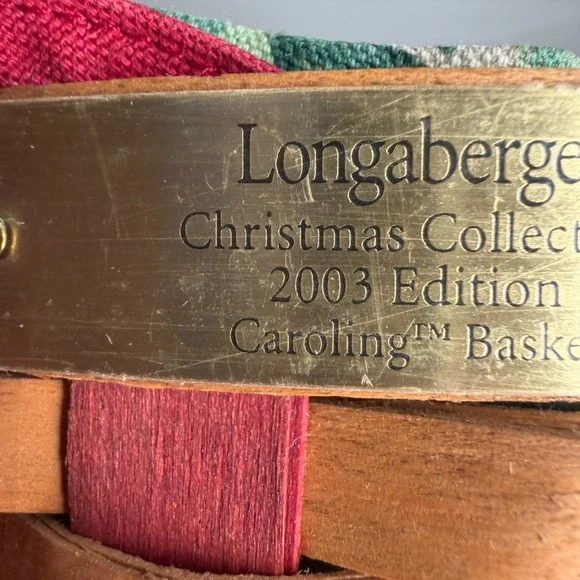 Longaberge
Christmas Collect
2003 Edition
Caroling™ Baske